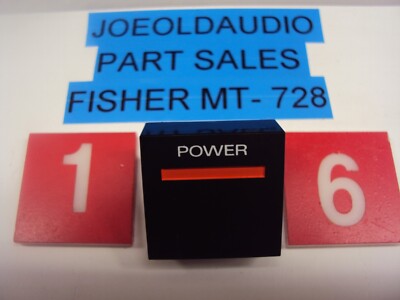 JOEOLDAUDIO
PART SALES
FISHER MT- 728
1
POWER
6